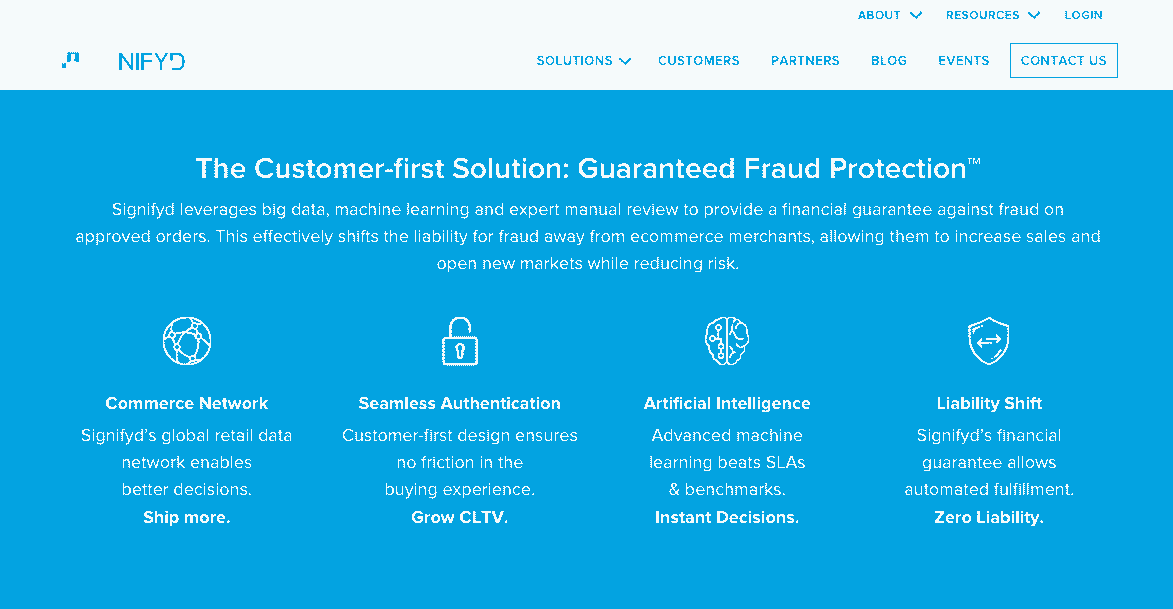 ABOUT RESOURCES LOGIN
NIFYD SOLUTIONS CUSTOMERS PARTNERS BLOG EVENTS CONTACT US
The Customer-first Solution: Guaranteed Fraud Protection™
Signifyd leverages big data, machine learning and expert manual review to provide a financial guarantee against fraud on
approved orders. This effectively shifts the liability for fraud away from ecommerce merchants, allowing them to increase sales and
open new markets while reducing risk.
Commerce Network
Signifyd's global retail data
network enables
better decisions.
Ship more.
Seamless Authentication
Customer-first design ensures
no friction in the
buying experience.
Grow CLTV.
Artificial Intelligence
Advanced machine
learning beats SLAs
& benchmarks.
Instant Decisions.
Liability Shift
Signifyd's financial
guarantee allows
automated fulfillment.
Zero Liability.